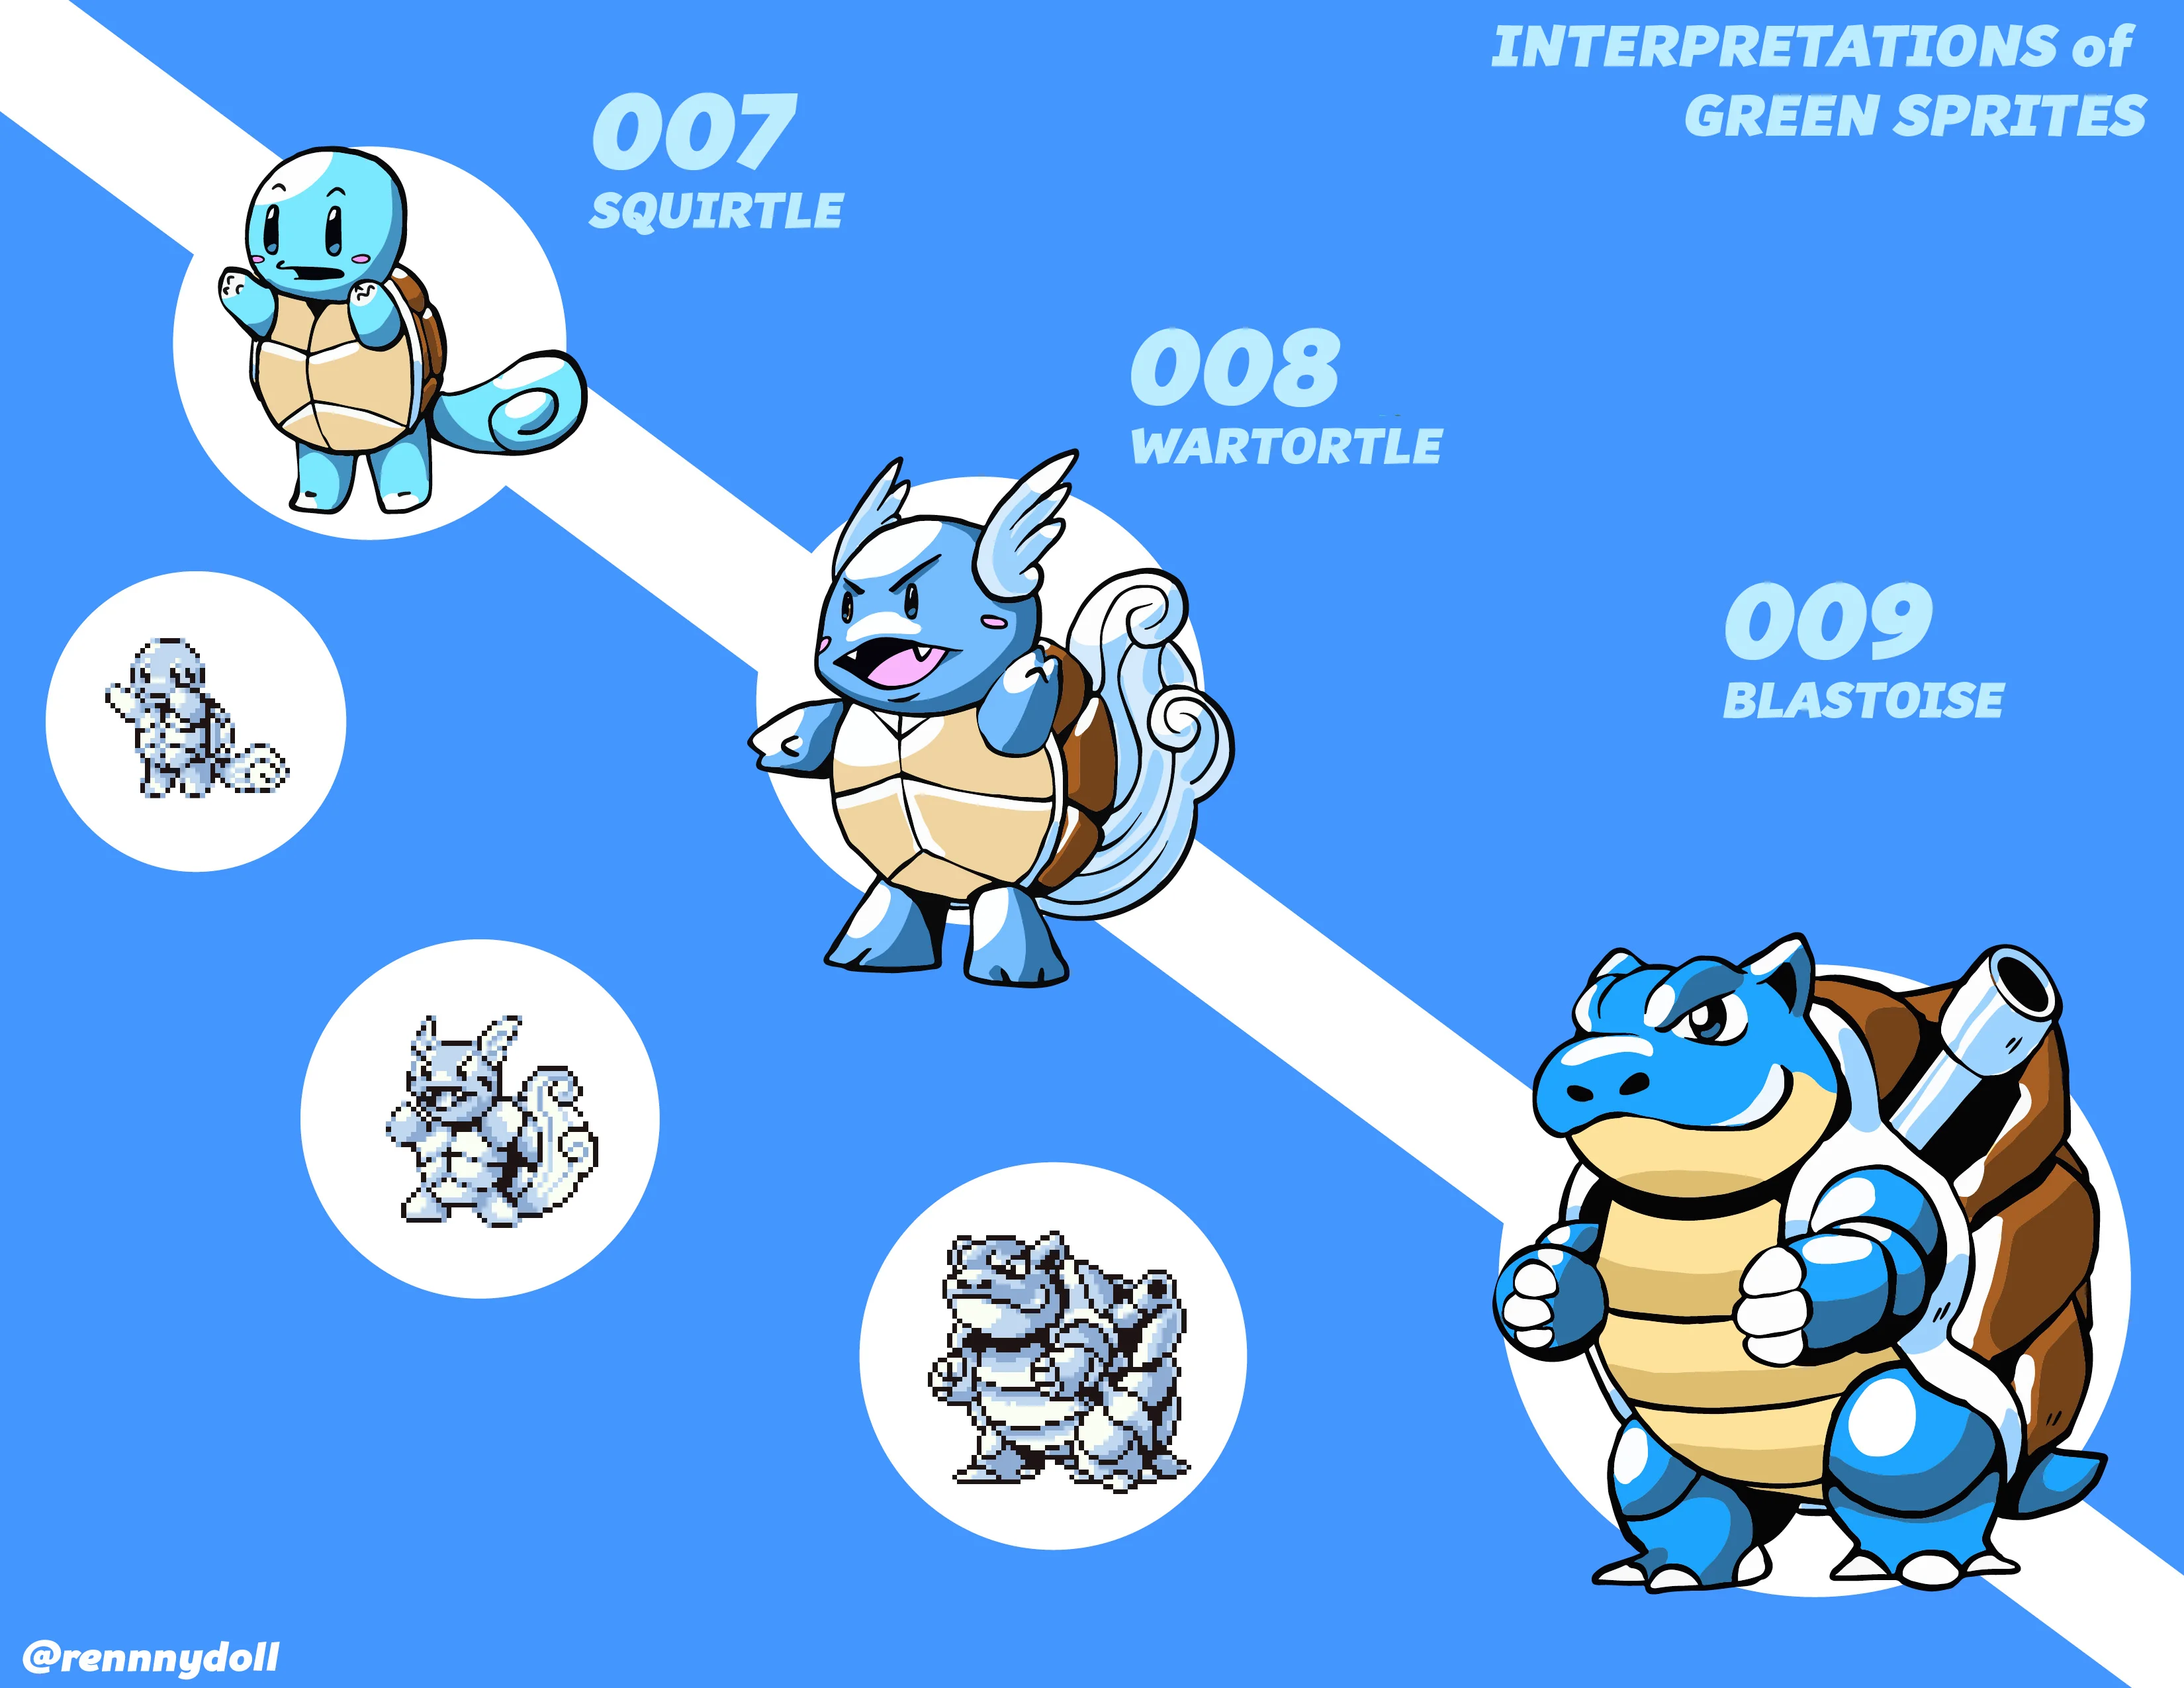 INTERPRETATIONS of
GREEN SPRITES
007
SQUIRTLE
008
WARTORTLE
009
BLASTOISE
@rennnydoll